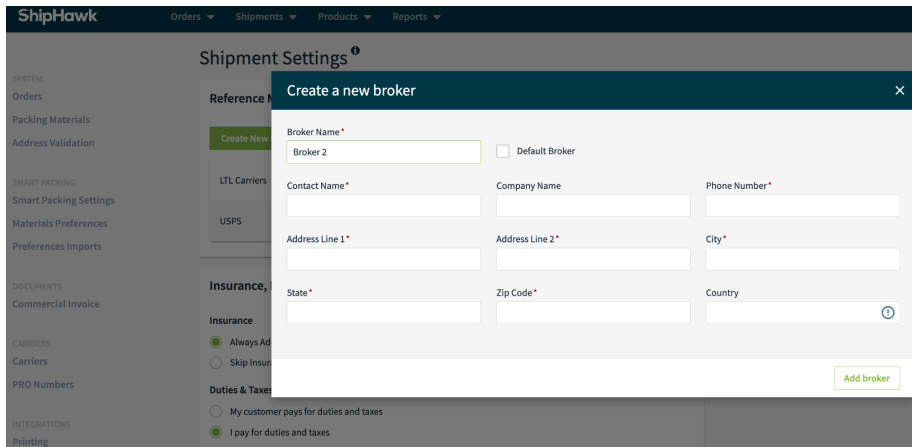 ShipHawk
Orders Shipments Products Reports
Shipment Settings
SYSTEM
Orders
Packing Materials
Address Validation
SMART PACKING
Smart Packing Settings
Materials Preferences
Preferences Imports
DOCUMENTS
Commercial Invoice
CARRIERS
Carriers
PRO Numbers
INTEGRATIONS
Printing
Reference
Create New
LTL Carriers
USPS
Insurance,
Insurance
Always Ad
Skip Insur
Duties & Taxes
My customer pays for duties and taxes
I pay for duties and taxes
Create a new broker
Broker Name*
Broker 2
Default Broker
Contact Name* Company Name Phone Number*
Address Line 1* Address Line 2* City*
State* Zip Code* Country
Add broker